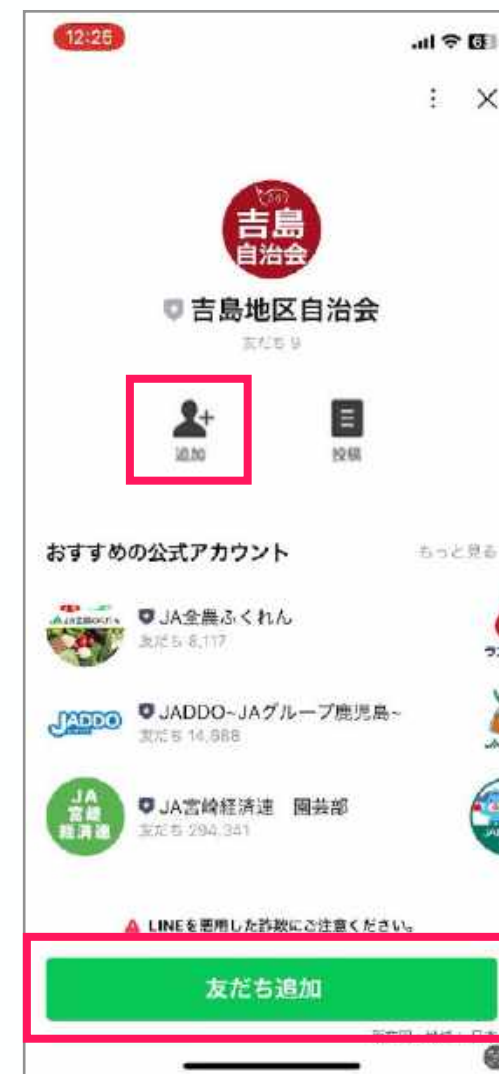 12:26
吉島
自治会
吉島地区自治会
友だち 9
追加
投稿
おすすめの公式アカウント
もっと見る
JA全農ふくれん
友だち 8,117
JADDO
JADDO~JAグループ鹿児島~
友だち 14,688
JA
宮崎
経済連
JA宮崎経済連 園芸部
友だち 294,341
LINEを悪用した詐欺にご注意ください。
友だち追加